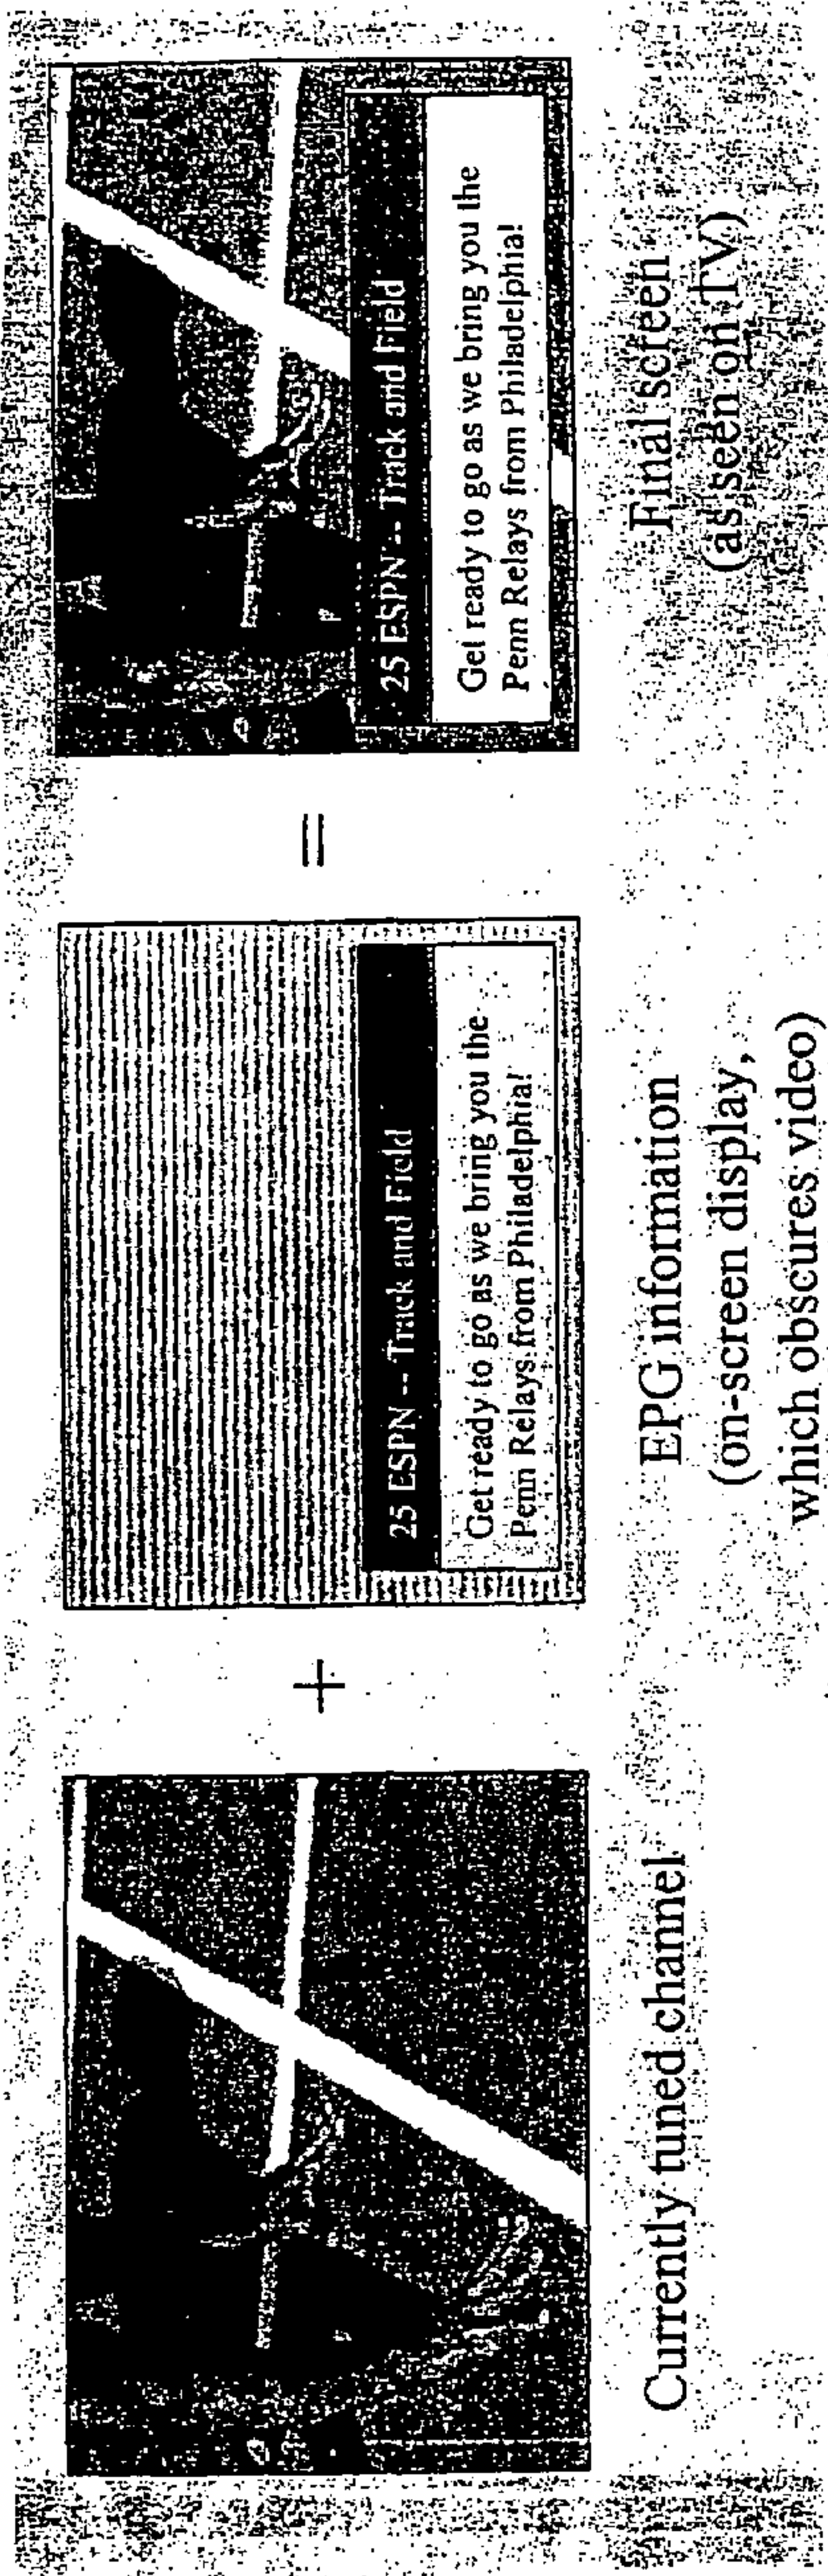 Currently tuned channel
+
25 ESPN -- Track and Field
Get ready to go as we bring you the
Penn Relays from Philadelphia!
EPG information
(on-screen display,
which obscures video)
=
25 ESPN -- Track and Field
Get ready to go as we bring you the
Penn Relays from Philadelphia!
Final screen
(as seen on TV)